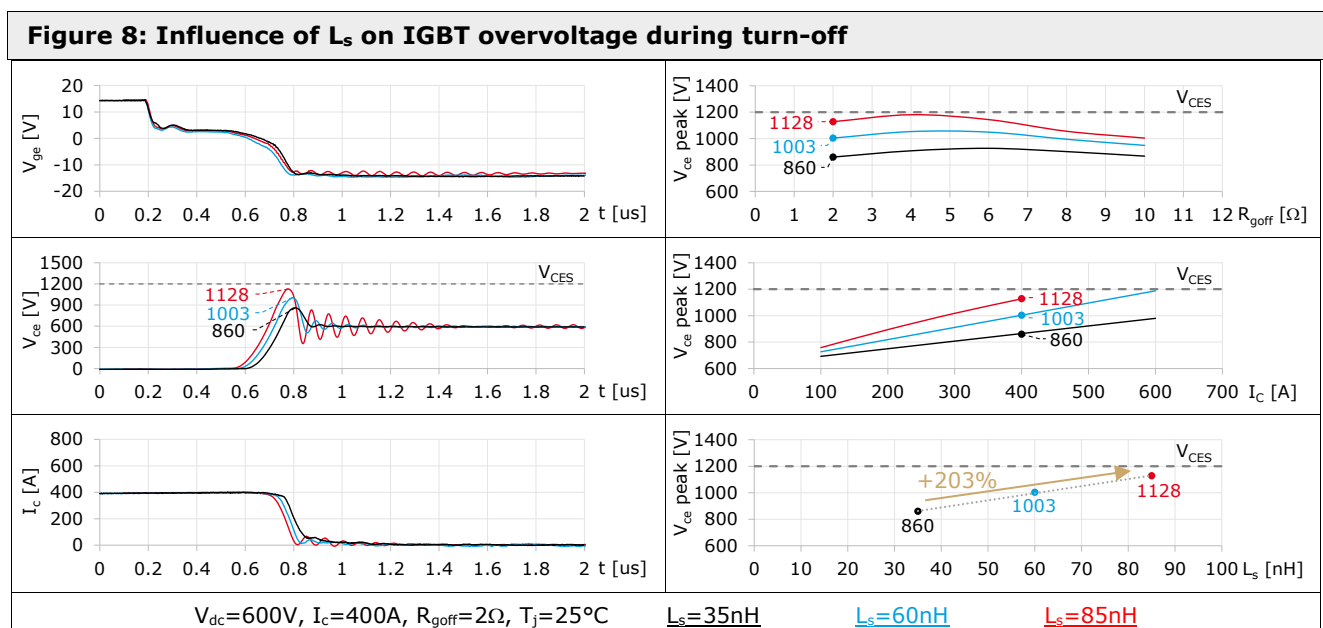 Figure 8: Influence of Ls on IGBT overvoltage during turn-off
Vge [V]
20
10
0
-10
-20
0 0.2 0.4 0.6 0.8 1 1.2 1.4 1.6 1.8 2
t [us]
Vce peak [V]
1400
1200
1000
800
600
VCES
1128
1003
860
0 1 2 3 4 5 6 7 8 9 10 11 12
Rgoff [Ω]
Vce [V]
1500
1200
900
600
300
0
VCES
1128
1003
860
0 0.2 0.4 0.6 0.8 1 1.2 1.4 1.6 1.8 2
t [us]
Vce peak [V]
1400
1200
1000
800
600
VCES
1128
1003
860
0 100 200 300 400 500 600 700
IC [A]
Ic [A]
800
600
400
200
0
0 0.2 0.4 0.6 0.8 1 1.2 1.4 1.6 1.8 2
t [us]
Vce peak [V]
1400
1200
1000
800
600
VCES
+203%
860
1003
1128
0 10 20 30 40 50 60 70 80 90 100
Ls [nH]
Vdc=600V, Ic=400A, Rgoff=2Ω, Tj=25°C Ls=35nH Ls=60nH Ls=85nH